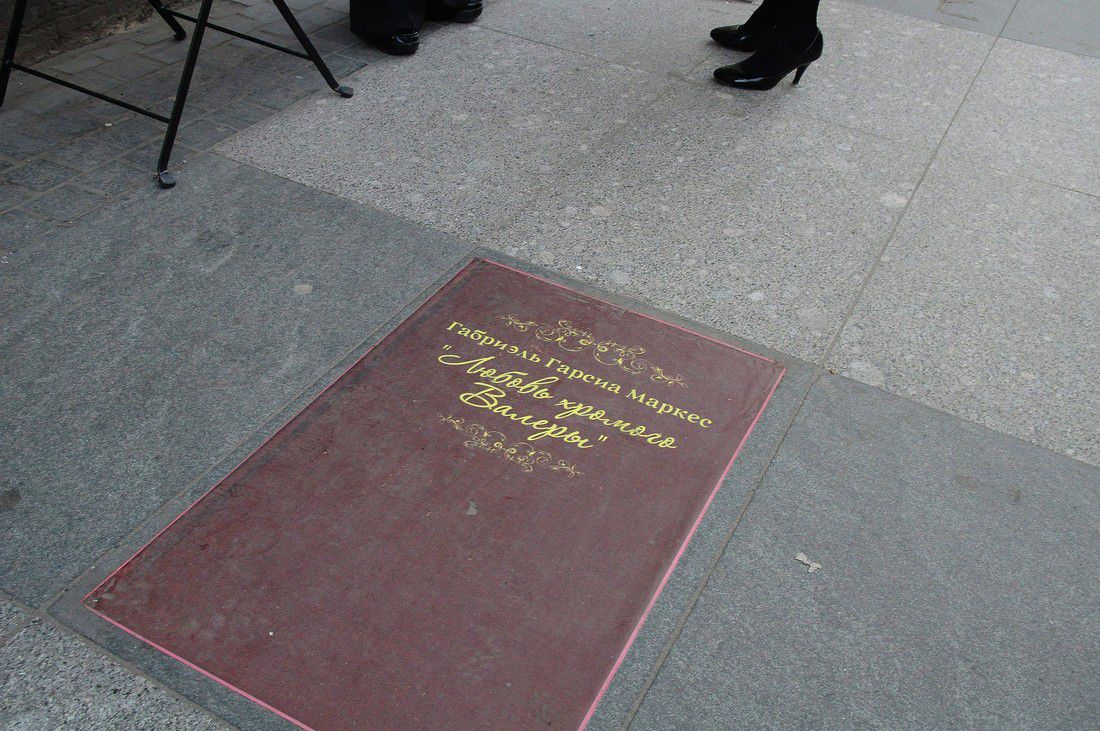 Габриэль Гарсиа Маркес
"Любовь хромого
Валеры"